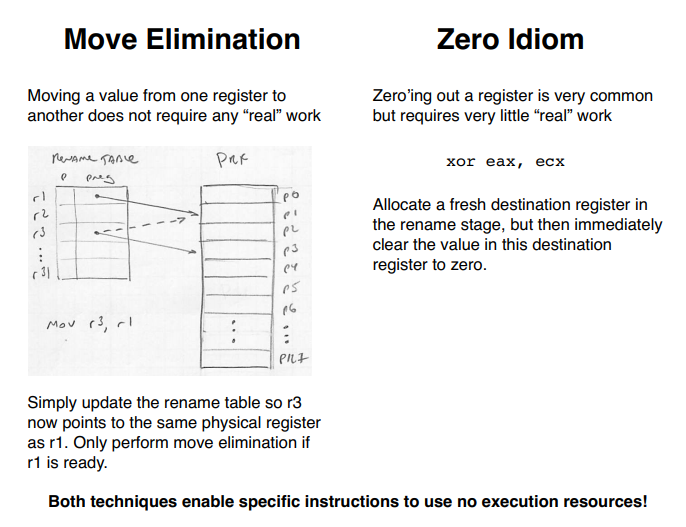 Move Elimination
Moving a value from one register to
another does not require any “real” work
Rename Table
P preg
PRF
r1
r2
r3
⋮
r31
p0
p1
p2
p3
p4
p5
p6
⋮
p127
Mov r3, r1
Simply update the rename table so r3
now points to the same physical register
as r1. Only perform move elimination if
r1 is ready.
Zero Idiom
Zero’ing out a register is very common
but requires very little “real” work
xor eax, ecx
Allocate a fresh destination register in
the rename stage, but then immediately
clear the value in this destination
register to zero.
Both techniques enable specific instructions to use no execution resources!